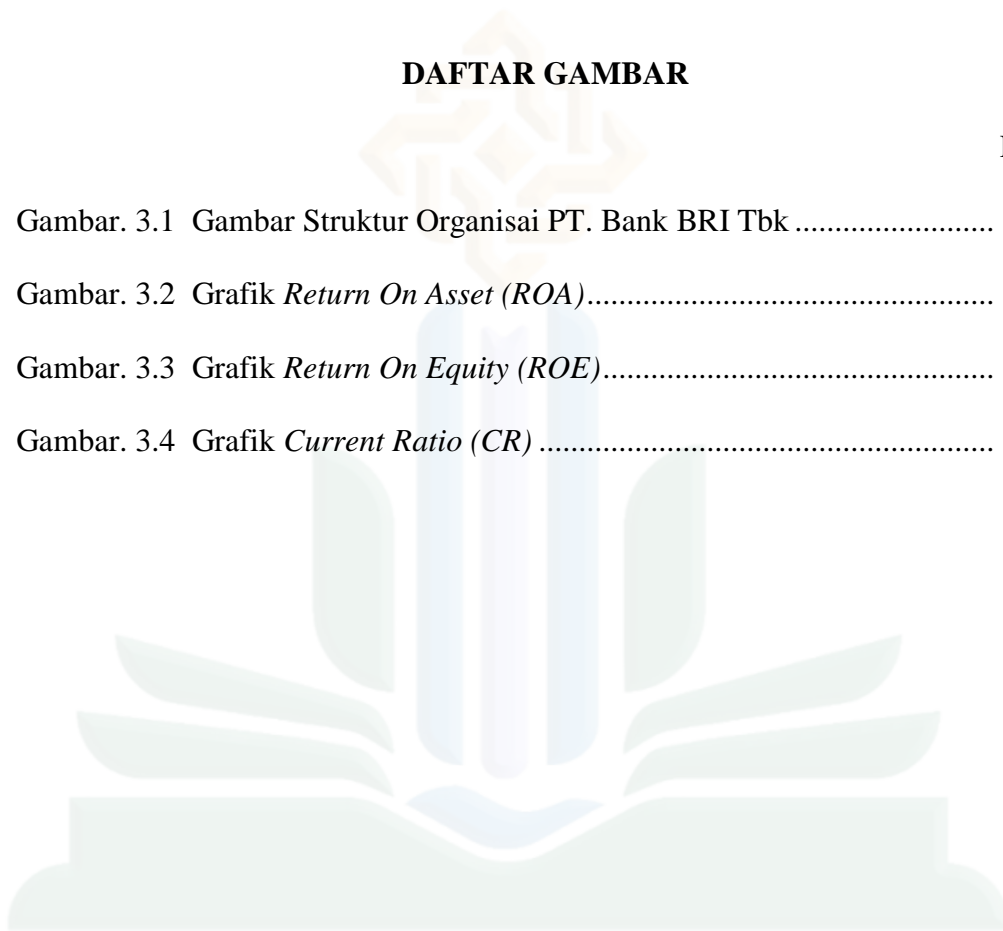 DAFTAR GAMBAR
Gambar. 3.1 Gambar Struktur Organisai PT. Bank BRI Tbk ........................
Gambar. 3.2 Grafik Return On Asset (ROA)..................................................
Gambar. 3.3 Grafik Return On Equity (ROE)................................................
Gambar. 3.4 Grafik Current Ratio (CR) ........................................................